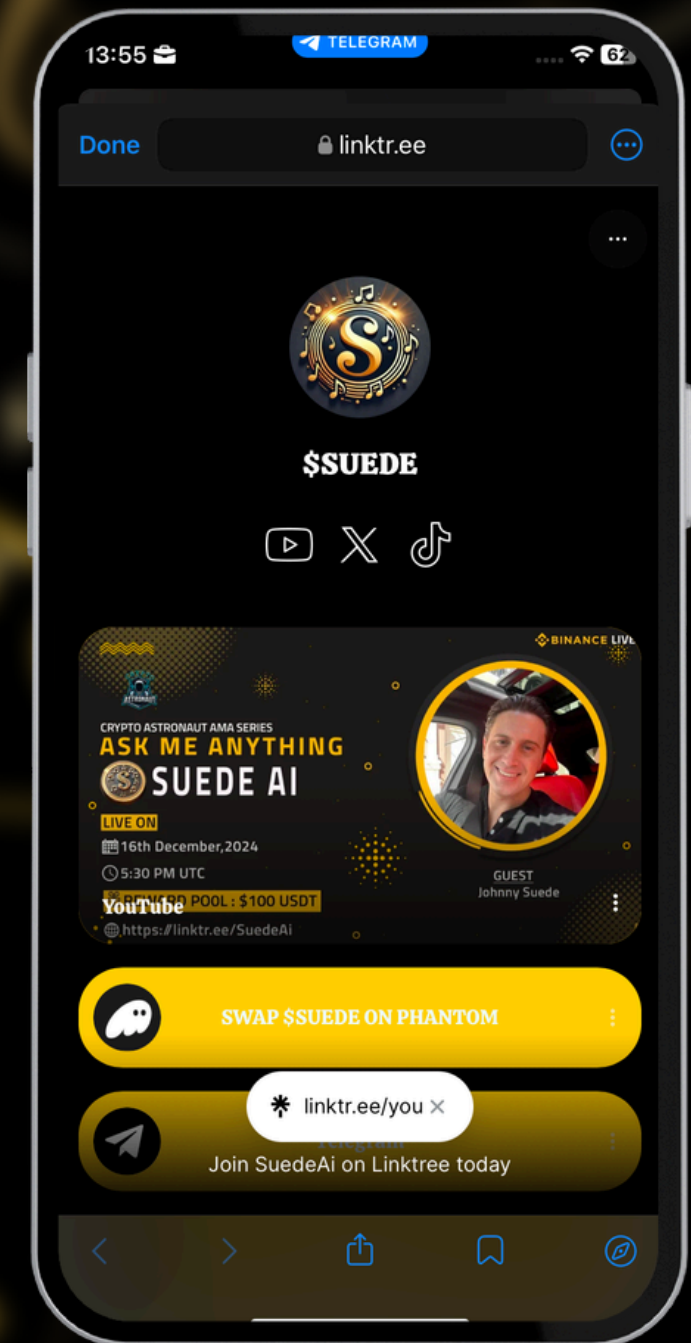 13:55
TELEGRAM
62
Done
linktr.ee
$SUEDE
BINANCE LIVE
ASTRONAUT
CRYPTO ASTRONAUT AMA SERIES
ASK ME ANYTHING
SUEDE AI
LIVE ON
16th December,2024
5:30 PM UTC
REWARD POOL : $100 USDT
YouTube
https://linktr.ee/SuedeAi
GUEST
Johnny Suede
SWAP $SUEDE ON PHANTOM
linktr.ee/you
Telegram
Join SuedeAi on Linktree today